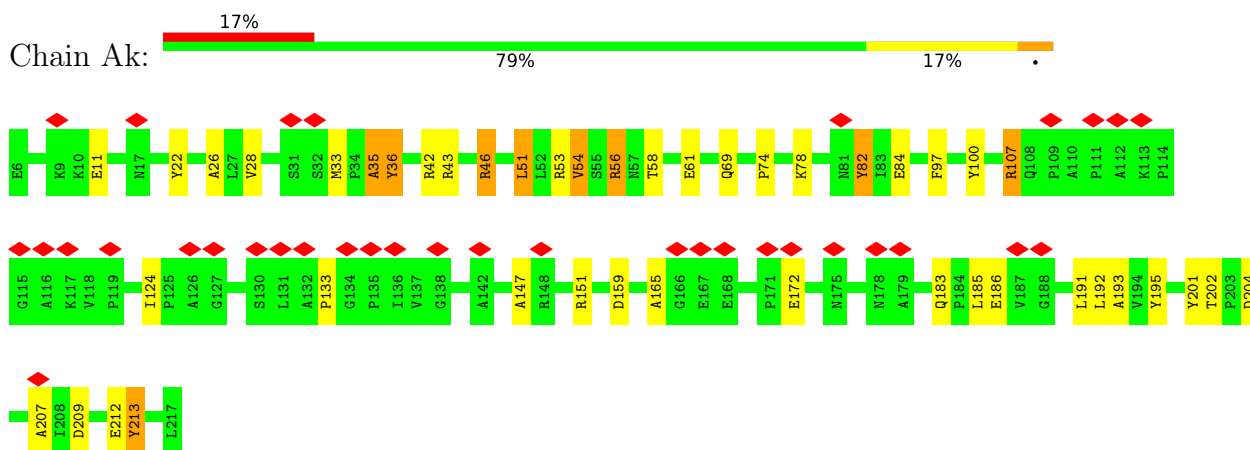 17%
Chain Ak:
79% 17% •
E6 K9 K10 E11 N17 Y22 A26 L27 V28 S31 S32 M33 P34 A35 Y36 R42 R43 R46 L51 L52 R53 V54 S55 R56 N57 T58 E61 Q69 P74 K78 N81 Y82 I83 E84 F97 Y100 R107 Q108 P109 A110 P111 A112 K113 P114
G115 A116 K117 V118 P119 I124 P125 A126 G127 S130 L131 A132 P133 G134 P135 I136 V137 G138 A142 A147 R148 R151 D159 A165 G166 E167 E168 P171 E172 N175 N178 A179 Q183 P184 L185 E186 V187 G188 L191 L192 A193 V194 Y195 Y201 T202 P203 D204
A207 I208 D209 E212 Y213 L217